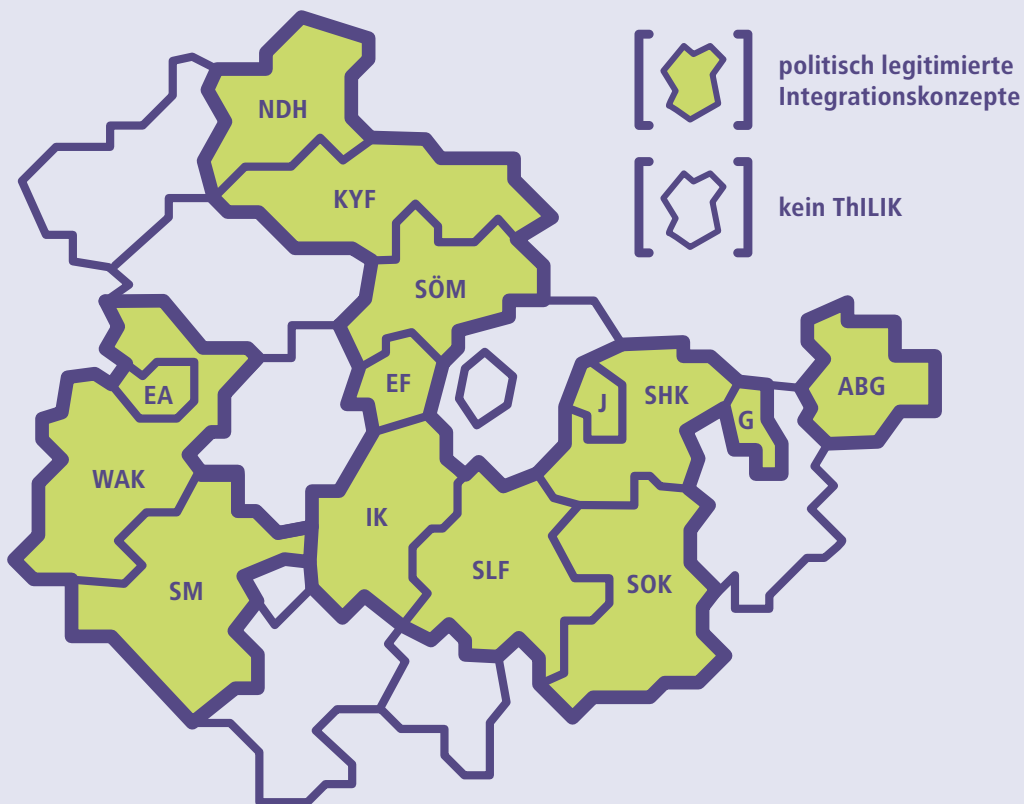 politisch legitimierte
Integrationskonzepte
kein ThILIK
NDH
KYF
SÖM
EF
EA
J
SHK
G
ABG
WAK
IK
SM
SLF
SOK